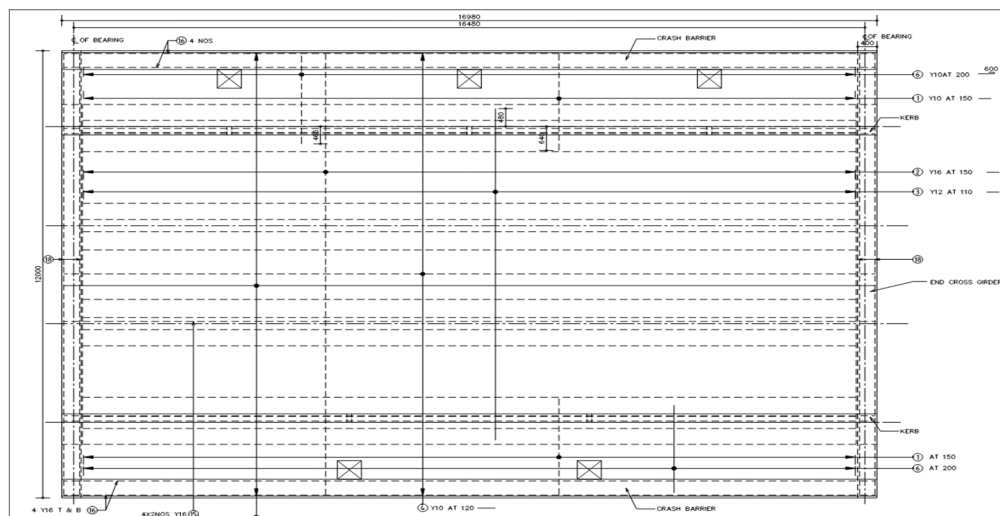 16980
16480
℄ OF BEARING
⑯ 4 NOS
CRASH BARRIER
℄ OF BEARING
400
600
⑥ Y10AT 200
① Y10 AT 150
480
KERB
460
640
② Y16 AT 150
③ Y12 AT 110
12000
⑱
⑱
END CROSS GIRDER
KERB
① AT 150
⑥ AT 200
4 Y16 T & B ⑯
4X2NOS Y16 ⑮
④ Y10 AT 120
CRASH BARRIER